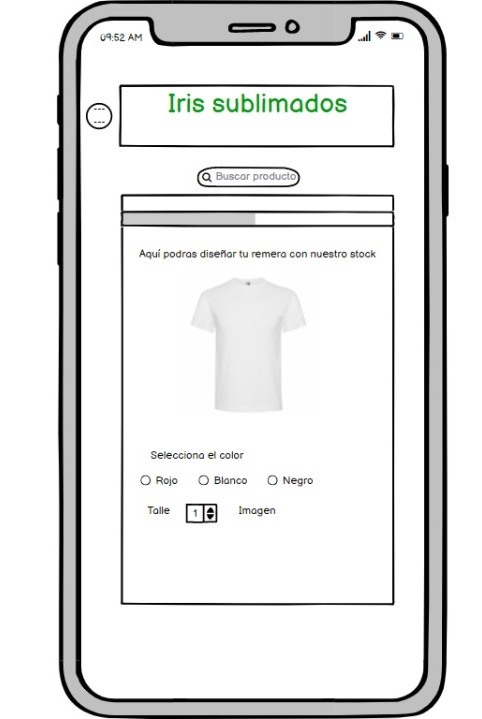 09:52 AM
Iris sublimados
Buscar producto
Aquí podras diseñar tu remera con nuestro stock
Selecciona el color
Rojo Blanco Negro
Talle 1 Imagen